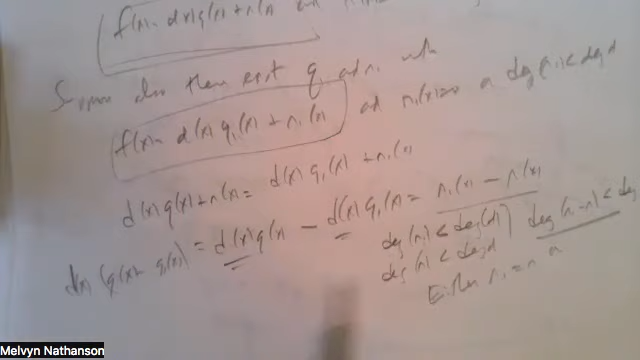 f(x) = d(x)q(x) + r(x)
Suppose also there exist q₁ and r₁ with
f(x) = d(x) q₁(x) + r₁(x) and r₁(x) = 0 or deg r₁ < deg d
d(x)q(x) + r(x) = d(x) q₁(x) + r₁(x)
d(x) (q(x) - q₁(x)) = d(x)q(x) - d(x)q₁(x) = r₁(x) - r(x)
deg(r₁) < deg(d) deg(r₁-r) < deg
deg(r) < deg d
Either r₁ = r or
Melvyn Nathanson